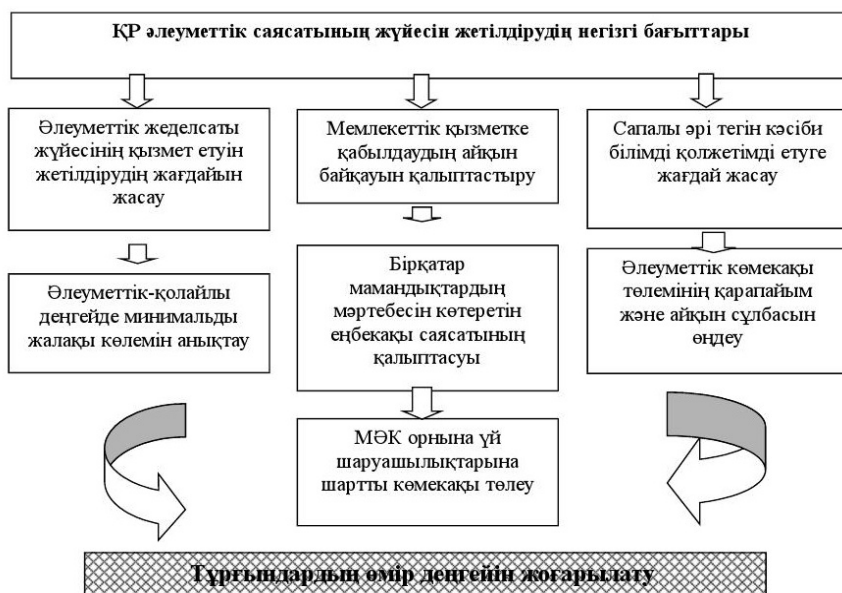 ҚР әлеуметтік саясатының жүйесін жетілдірудің негізгі бағыттары
Әлеуметтік жеделсаты
жүйесінің қызмет етуін
жетілдірудің жағдайын
жасау
Мемлекеттік қызметке
қабылдаудың айқын
байқауын қалыптастыру
Сапалы әрі тегін кәсіби
білімді қолжетімді етуге
жағдай жасау
Әлеуметтік-қолайлы
деңгейде минимальды
жалақы көлемін анықтау
Бірқатар
мамандықтардың
мәртебесін көтеретін
еңбекақы саясатының
қалыптасуы
Әлеуметтік көмекақы
төлемінің қарапайым
және айқын сұлбасын
өңдеу
МӘК орнына үй
шаруашылықтарына
шартты көмекақы төлеу
Тұрғындардың өмір деңгейін жоғарылату